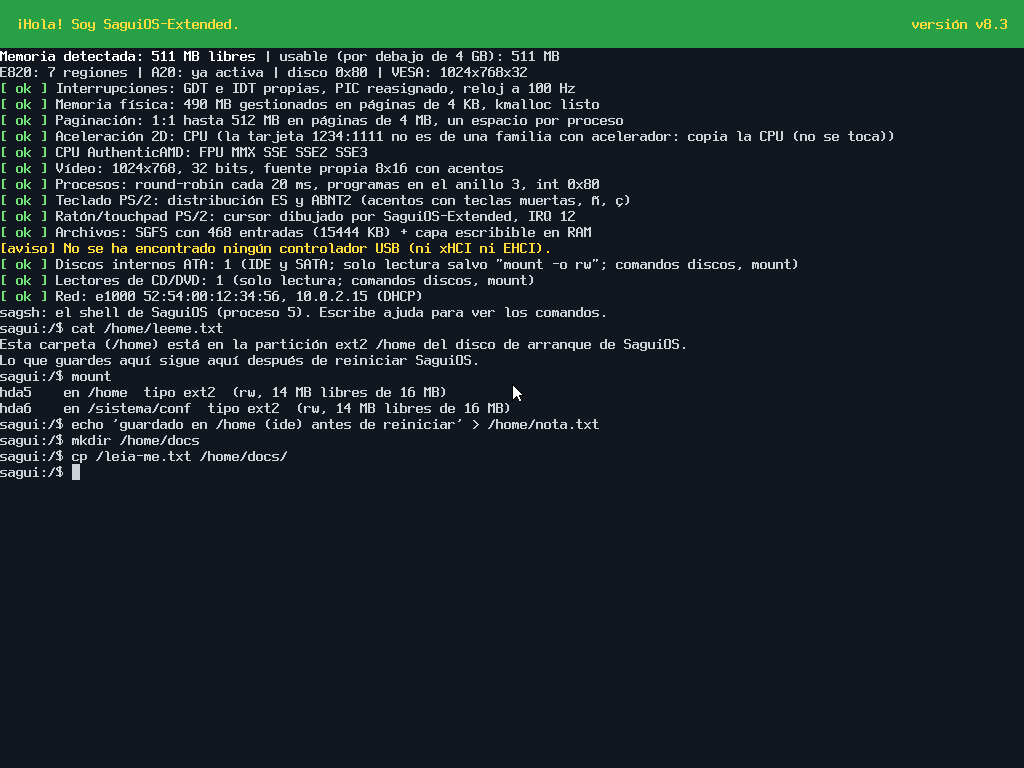 ¡Hola! Soy SaguiOS-Extended. versión v8.3
Memoria detectada: 511 MB libres | usable (por debajo de 4 GB): 511 MB
E820: 7 regiones | A20: ya activa | disco 0x80 | VESA: 1024x768x32
[ ok ] Interrupciones: GDT e IDT propias, PIC reasignado, reloj a 100 Hz
[ ok ] Memoria física: 490 MB gestionados en páginas de 4 KB, kmalloc listo
[ ok ] Paginación: 1:1 hasta 512 MB en páginas de 4 MB, un espacio por proceso
[ ok ] Aceleración 2D: CPU (la tarjeta 1234:1111 no es de una familia con acelerador: copia la CPU (no se toca))
[ ok ] CPU AuthenticAMD: FPU MMX SSE SSE2 SSE3
[ ok ] Vídeo: 1024x768, 32 bits, fuente propia 8x16 con acentos
[ ok ] Procesos: round-robin cada 20 ms, programas en el anillo 3, int 0x80
[ ok ] Teclado PS/2: distribución ES y ABNT2 (acentos con teclas muertas, ñ, ç)
[ ok ] Ratón/touchpad PS/2: cursor dibujado por SaguiOS-Extended, IRQ 12
[ ok ] Archivos: SGFS con 468 entradas (15444 KB) + capa escribible en RAM
[aviso] No se ha encontrado ningún controlador USB (ni xHCI ni EHCI).
[ ok ] Discos internos ATA: 1 (IDE y SATA; solo lectura salvo "mount -o rw"; comandos discos, mount)
[ ok ] Lectores de CD/DVD: 1 (solo lectura; comandos discos, mount)
[ ok ] Red: e1000 52:54:00:12:34:56, 10.0.2.15 (DHCP)
sagsh: el shell de SaguiOS (proceso 5). Escribe ayuda para ver los comandos.
sagui:/$ cat /home/leeme.txt
Esta carpeta (/home) está en la partición ext2 /home del disco de arranque de SaguiOS.
Lo que guardes aquí sigue aquí después de reiniciar SaguiOS.
sagui:/$ mount
hda5    en /home  tipo ext2  (rw, 14 MB libres de 16 MB)
hda6    en /sistema/conf  tipo ext2  (rw, 14 MB libres de 16 MB)
sagui:/$ echo 'guardado en /home (ide) antes de reiniciar' > /home/nota.txt
sagui:/$ mkdir /home/docs
sagui:/$ cp /leia-me.txt /home/docs/
sagui:/$